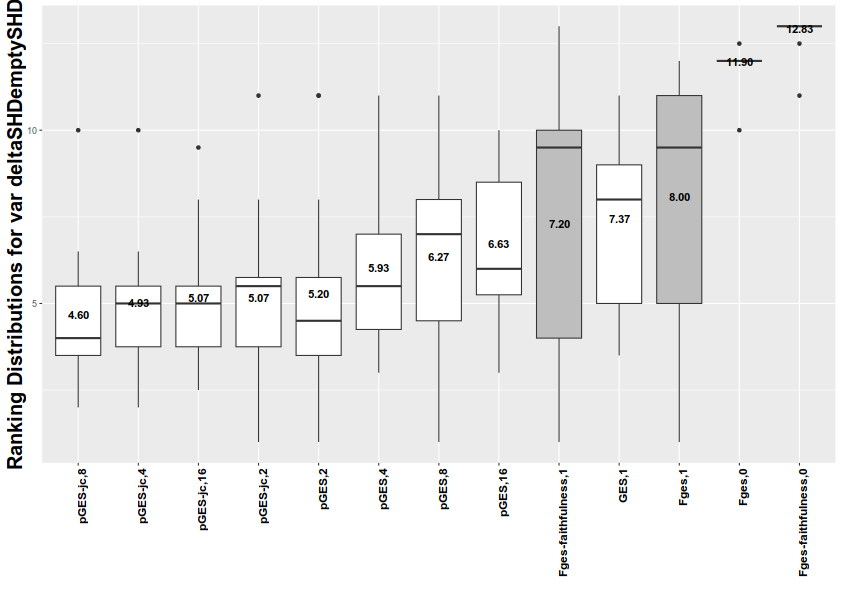 Ranking Distributions for var deltaSHDemptySHD
10
5
4.60
4.93
5.07
5.07
5.20
5.93
6.27
6.63
7.20
7.37
8.00
11.90
12.83
pGES-jc,8
pGES-jc,4
pGES-jc,16
pGES-jc,2
pGES,2
pGES,4
pGES,8
pGES,16
Fges-faithfulness,1
GES,1
Fges,1
Fges,0
Fges-faithfulness,0